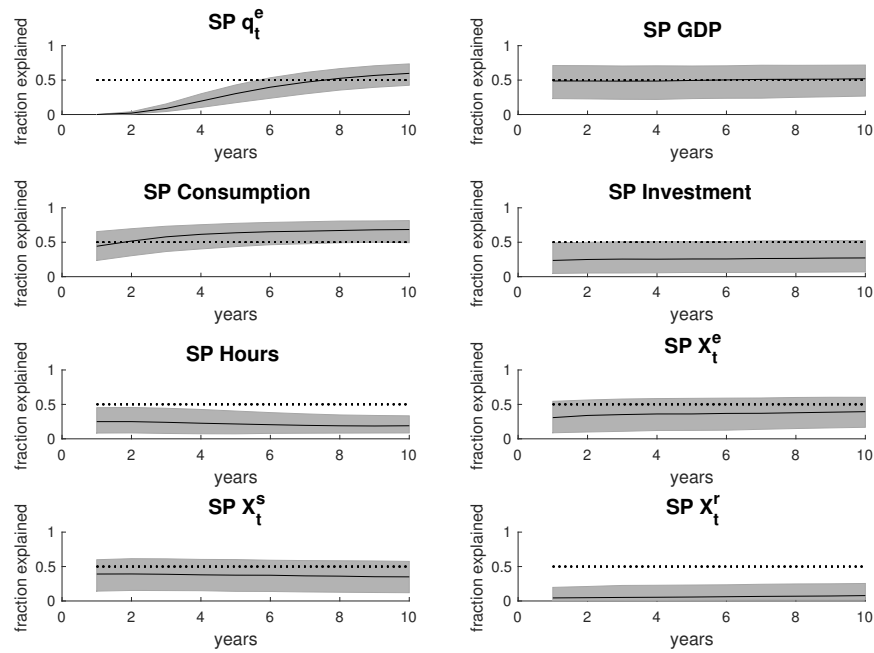 SP q_t^e
fraction explained
1
0.5
0
0 2 4 6 8 10
years
SP GDP
fraction explained
1
0.5
0
0 2 4 6 8 10
years
SP Consumption
fraction explained
1
0.5
0
0 2 4 6 8 10
years
SP Investment
fraction explained
1
0.5
0
0 2 4 6 8 10
years
SP Hours
fraction explained
1
0.5
0
0 2 4 6 8 10
years
SP X_t^e
fraction explained
1
0.5
0
0 2 4 6 8 10
years
SP X_t^s
fraction explained
1
0.5
0
0 2 4 6 8 10
years
SP X_t^r
fraction explained
1
0.5
0
0 2 4 6 8 10
years